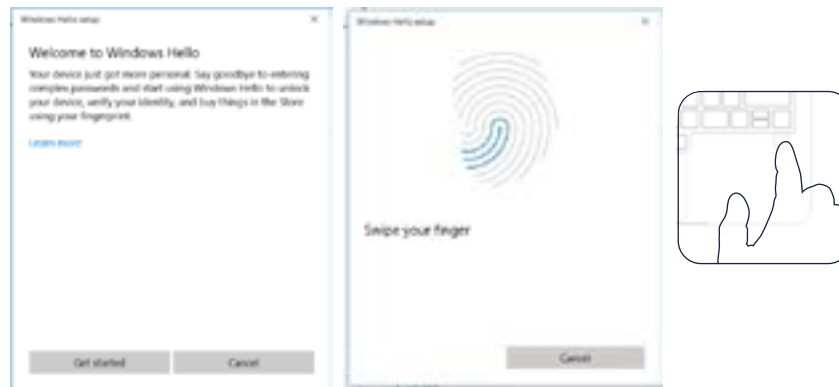 Windows Hello setup
Welcome to Windows Hello
Your device just got more personal. Say goodbye to entering
complex passwords and start using Windows Hello to unlock
your device, verify your identity, and buy things in the Store
using your fingerprint.
Learn more
Get started
Cancel
Windows Hello setup
Swipe your finger
Cancel